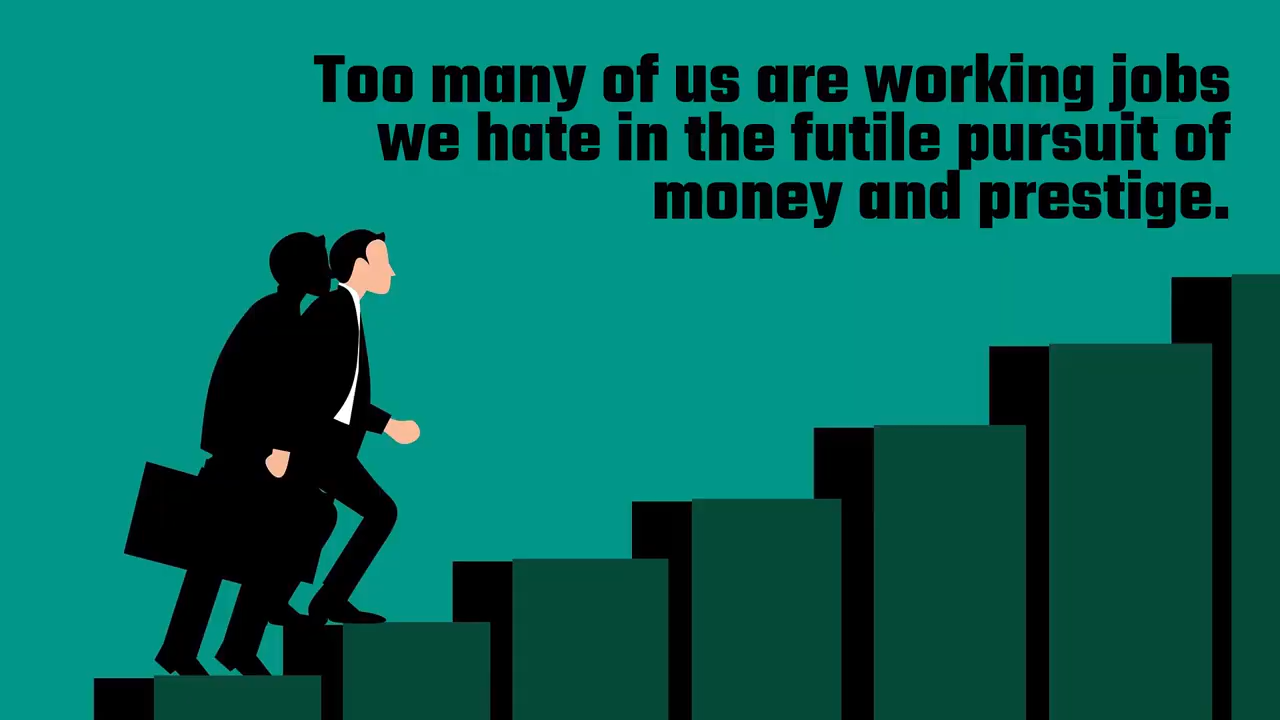 Too many of us are working jobs
we hate in the futile pursuit of
money and prestige.